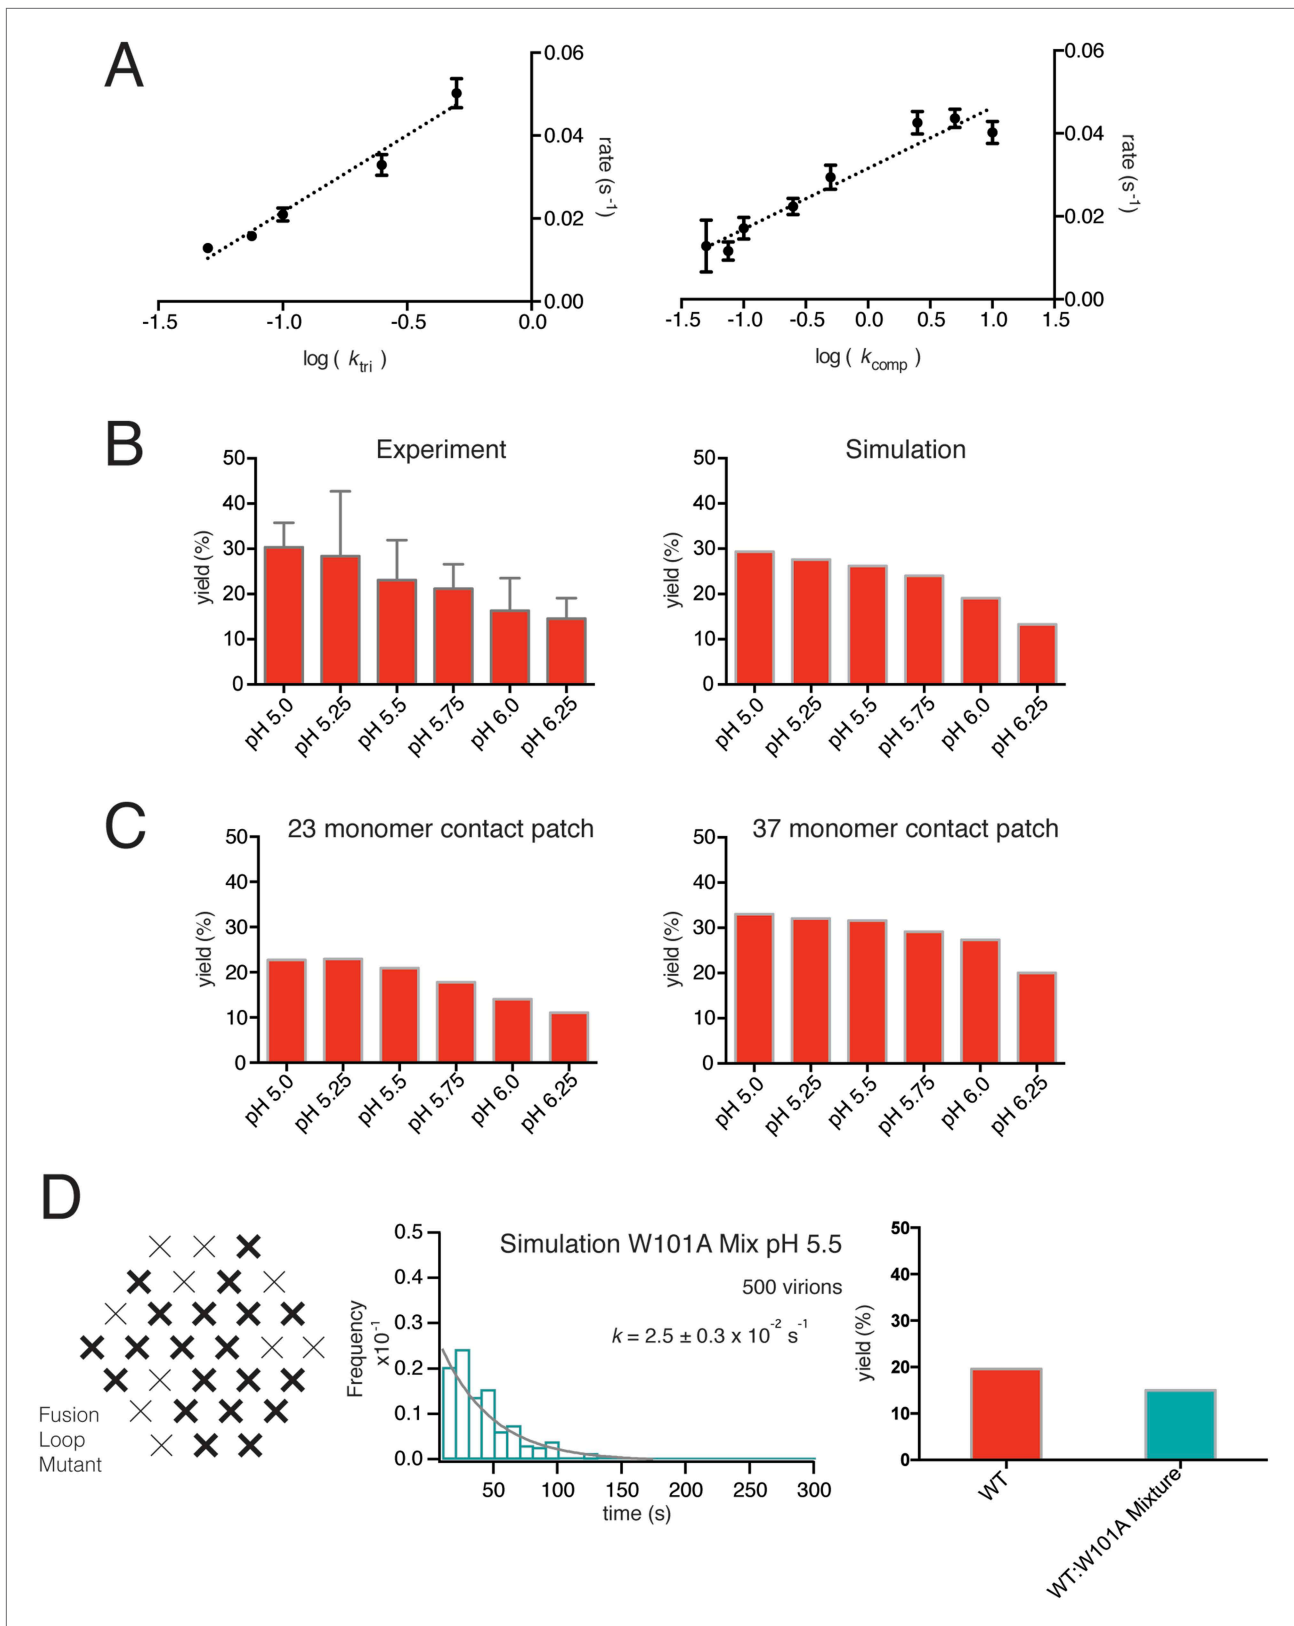 A
0.06
0.04
0.02
0.00
rate (s⁻¹)
-1.5 -1.0 -0.5 0.0
log ( k_tri )
0.06
0.04
0.02
0.00
rate (s⁻¹)
-1.5 -1.0 -0.5 0.0 0.5 1.0 1.5
log ( k_comp )
B
Experiment
50
40
30
20
10
0
yield (%)
pH 5.0
pH 5.25
pH 5.5
pH 5.75
pH 6.0
pH 6.25
Simulation
50
40
30
20
10
0
yield (%)
pH 5.0
pH 5.25
pH 5.5
pH 5.75
pH 6.0
pH 6.25
C
23 monomer contact patch
50
40
30
20
10
0
yield (%)
pH 5.0
pH 5.25
pH 5.5
pH 5.75
pH 6.0
pH 6.25
37 monomer contact patch
50
40
30
20
10
0
yield (%)
pH 5.0
pH 5.25
pH 5.5
pH 5.75
pH 6.0
pH 6.25
D
Fusion
Loop
Mutant
Simulation W101A Mix pH 5.5
500 virions
k = 2.5 ± 0.3 x 10⁻² s⁻¹
0.5
0.4
0.3
0.2
0.1
0.0
Frequency
x10⁻¹
50 100 150 200 250 300
time (s)
50
40
30
20
10
0
yield (%)
WT
WT:W101A Mixture